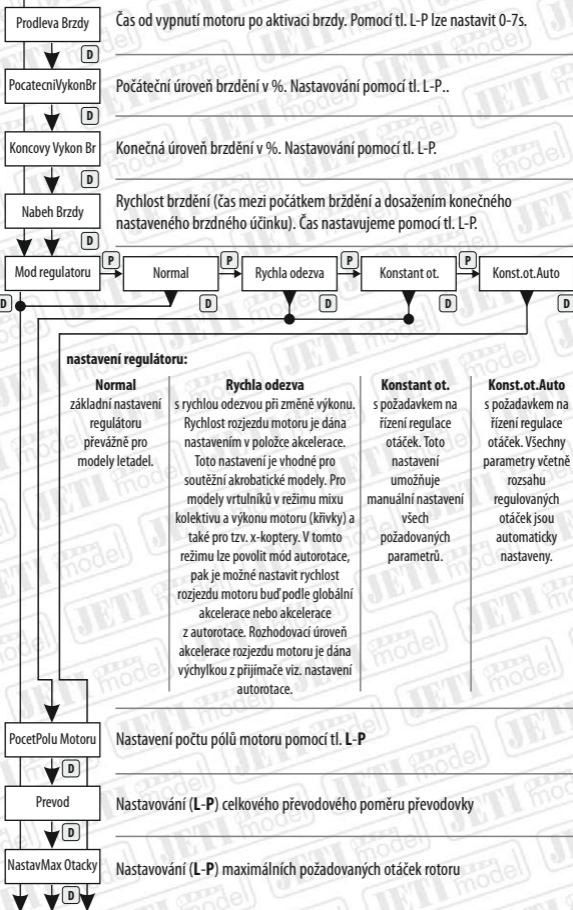 Prodleva Brzdy
Čas od vypnutí motoru po aktivaci brzdy. Pomocí tl. L-P lze nastavit 0-7s.
D
PocatecniVykonBr
Počáteční úroveň brzdění v %. Nastavování pomocí tl. L-P..
D
Koncovy Vykon Br
Konečná úroveň brzdění v %. Nastavování pomocí tl. L-P.
D
Nabeh Brzdy
Rychlost brzdění (čas mezi počátkem brždění a dosažením konečného
nastaveného brzdného účinku). Čas nastavujeme pomocí tl. L-P.
D
Mod regulatoru
P
Normal
P
Rychla odezva
P
Konstant ot.
P
Konst.ot.Auto
D
D
D
D
D
nastavení regulátoru:
Normal
základní nastavení
regulátoru
převážně pro
modely letadel.
Rychla odezva
s rychlou odezvou při změně výkonu.
Rychlost rozjezdu motoru je dána
nastavením v položce akcelerace.
Toto nastavení je vhodné pro
soutěžní akrobatické modely. Pro
modely vrtulníků v režimu mixu
kolektivu a výkonu motoru (křivky) a
také pro tzv. x-koptery. V tomto
režimu lze povolit mód autorotace,
pak je možné nastavit rychlost
rozjezdu motoru buď podle globální
akcelerace nebo akcelerace
z autorotace. Rozhodovací úroveň
akcelerace rozjezdu motoru je dána
výchylkou z přijímače viz. nastavení
autorotace.
Konstant ot.
s požadavkem na
řízení regulace
otáček. Toto
nastavení
umožňuje
manuální nastavení
všech
požadovaných
parametrů.
Konst.ot.Auto
s požadavkem na
řízení regulace
otáček. Všechny
parametry včetně
rozsahu
regulovaných
otáček jsou
automaticky
nastaveny.
PocetPolu Motoru
Nastavení počtu pólů motoru pomocí tl. L-P
D
Prevod
Nastavování (L-P) celkového převodového poměru převodovky
D
NastavMax Otacky
Nastavování (L-P) maximálních požadovaných otáček rotoru
D